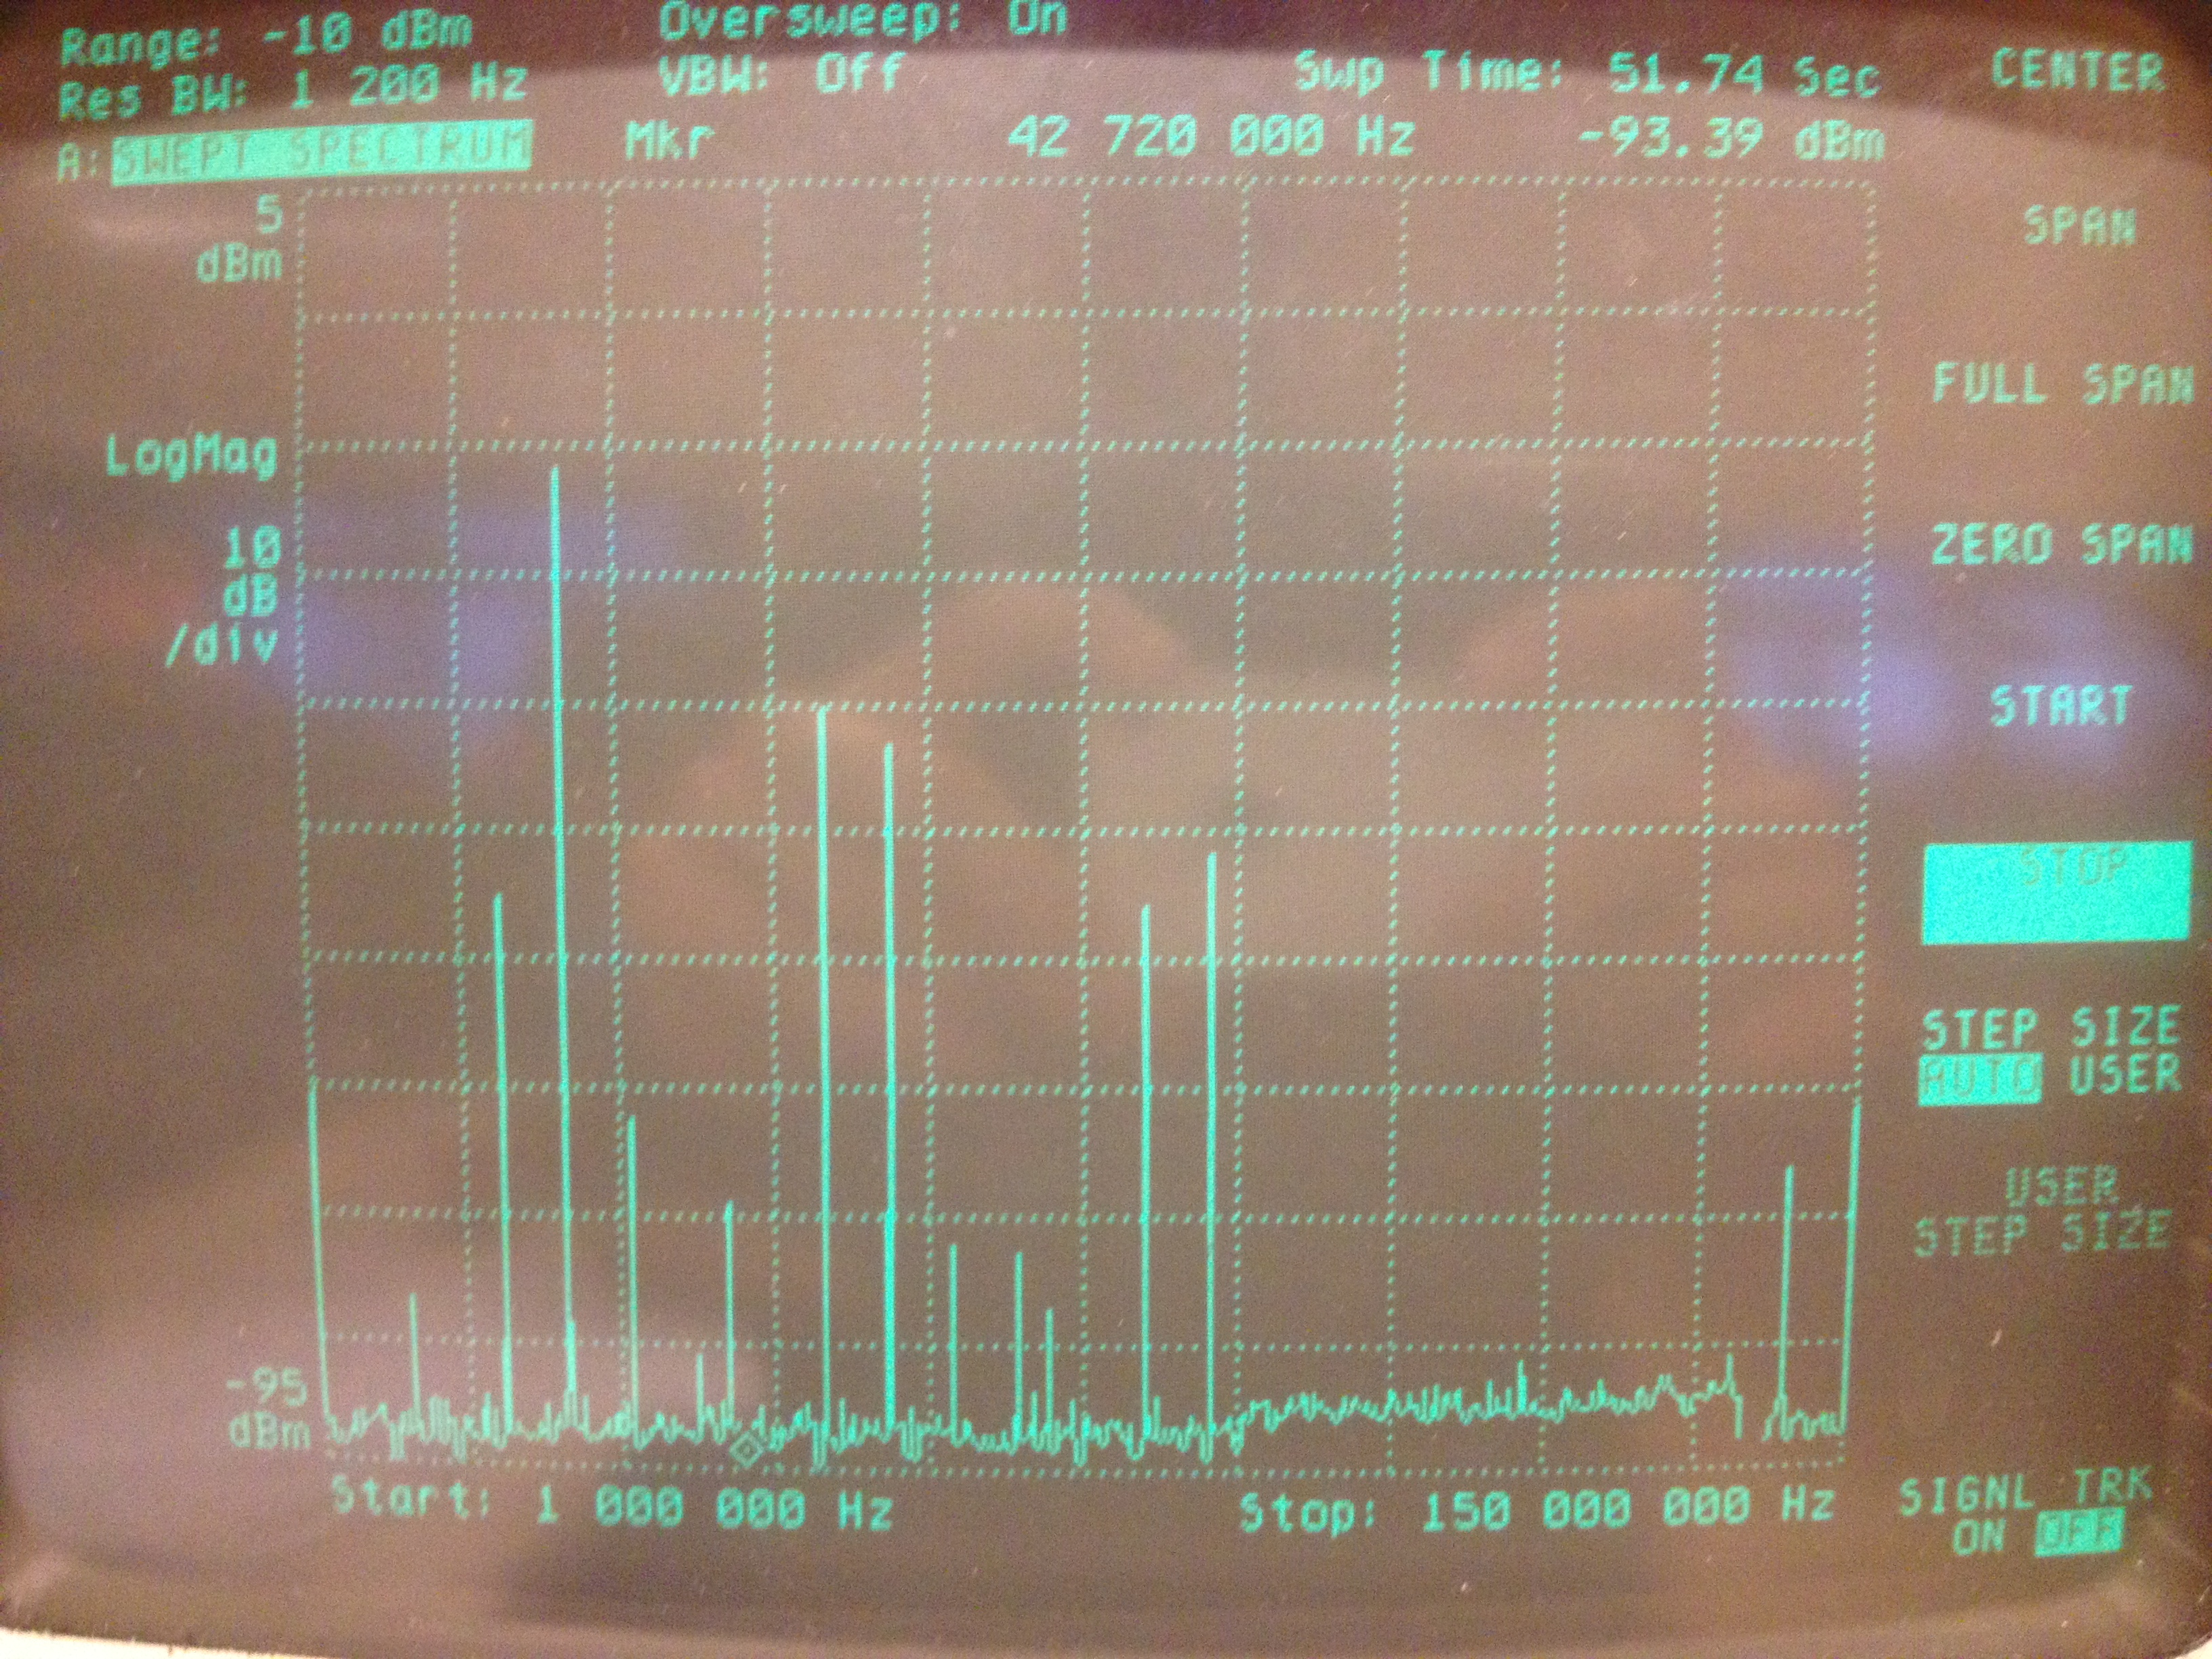 Range: -10 dBm
Oversweep: On
Res BW: 1 200 Hz
VBW: Off
Swp Time: 51.74 Sec
A: SWEPT SPECTRUM
Mkr
42 720 000 Hz
-93.39 dBm
5
dBm
LogMag
10
dB
/div
-95
dBm
Start: 1 000 000 Hz
Stop: 150 000 000 Hz
CENTER
SPAN
FULL SPAN
ZERO SPAN
START
STOP
STEP SIZE
AUTO USER
USER
STEP SIZE
SIGNL TRK
ON OFF